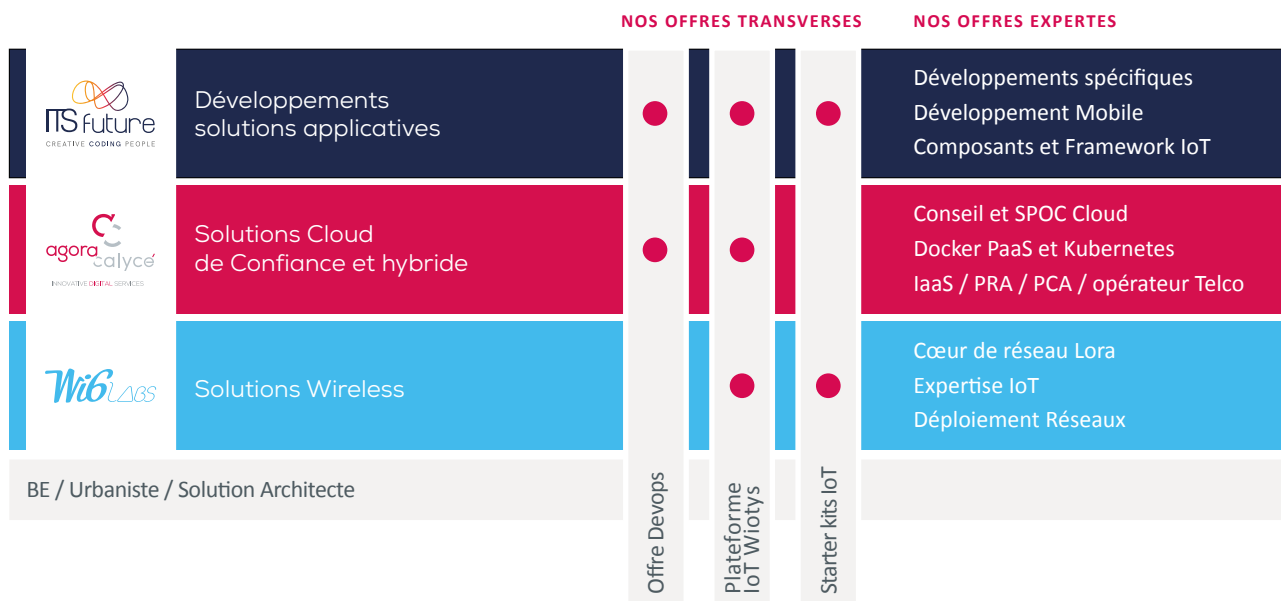 NOS OFFRES TRANSVERSES
NOS OFFRES EXPERTES
ITS Future
CREATIVE CODING PEOPLE
Développements
solutions applicatives
Développements spécifiques
Développement Mobile
Composants et Framework IoT
agora
calycé
INNOVATIVE DIGITAL SERVICES
Solutions Cloud
de Confiance et hybride
Conseil et SPOC Cloud
Docker PaaS et Kubernetes
IaaS / PRA / PCA / opérateur Telco
Wi6 LABS
Solutions Wireless
Cœur de réseau Lora
Expertise IoT
Déploiement Réseaux
BE / Urbaniste / Solution Architecte
Offre Devops
Plateforme
IoT Wiotys
Starter kits IoT